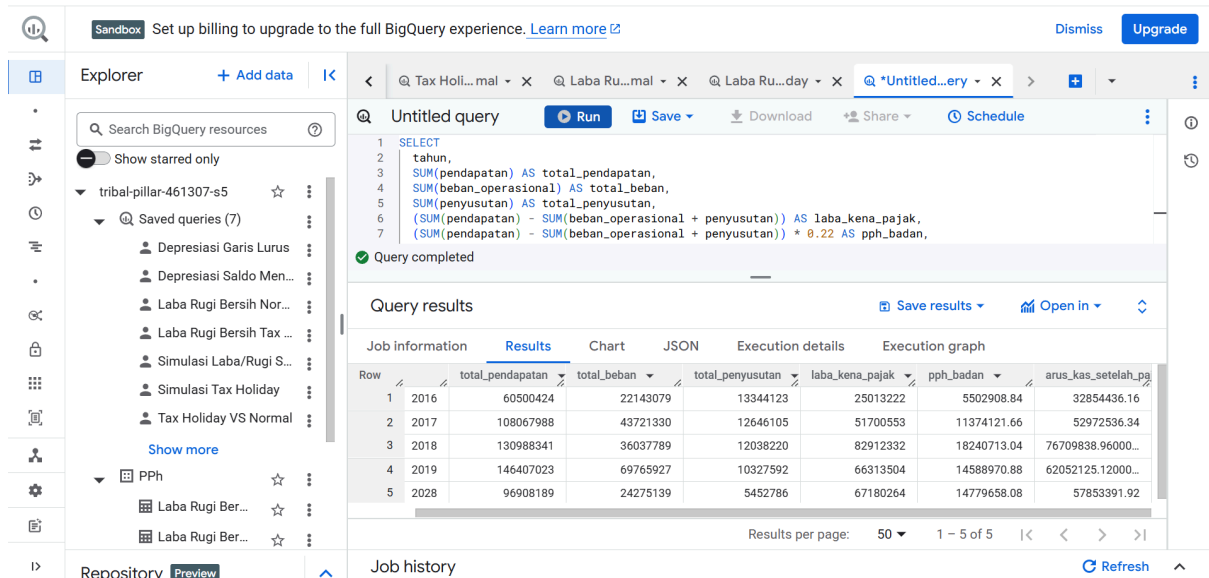 Sandbox Set up billing to upgrade to the full BigQuery experience. Learn more Dismiss Upgrade
Explorer + Add data
Search BigQuery resources
Show starred only
tribal-pillar-461307-s5
Saved queries (7)
Depresiasi Garis Lurus
Depresiasi Saldo Men...
Laba Rugi Bersih Nor...
Laba Rugi Bersih Tax ...
Simulasi Laba/Rugi S...
Simulasi Tax Holiday
Tax Holiday VS Normal
Show more
PPh
Laba Rugi Ber...
Laba Rugi Ber...
Repository Preview
Tax Holi...mal Laba Ru...mal Laba Ru...day *Untitled...ery
Untitled query Run Save Download Share Schedule
1 SELECT
2 tahun,
3 SUM(pendapatan) AS total_pendapatan,
4 SUM(beban_operasional) AS total_beban,
5 SUM(penyusutan) AS total_penyusutan,
6 (SUM(pendapatan) - SUM(beban_operasional + penyusutan)) AS laba_kena_pajak,
7 (SUM(pendapatan) - SUM(beban_operasional + penyusutan)) * 0.22 AS pph_badan,
Query completed
Query results Save results Open in
Job information Results Chart JSON Execution details Execution graph
Row total_pendapatan total_beban total_penyusutan laba_kena_pajak pph_badan arus_kas_setelah_pa
1 2016 60500424 22143079 13344123 25013222 5502908.84 32854436.16
2 2017 108067988 43721330 12646105 51700553 11374121.66 52972536.34
3 2018 130988341 36037789 12038220 82912332 18240713.04 76709838.96000...
4 2019 146407023 69765927 10327592 66313504 14588970.88 62052125.12000...
5 2028 96908189 24275139 5452786 67180264 14779658.08 57853391.92
Results per page: 50 1 – 5 of 5
Job history Refresh